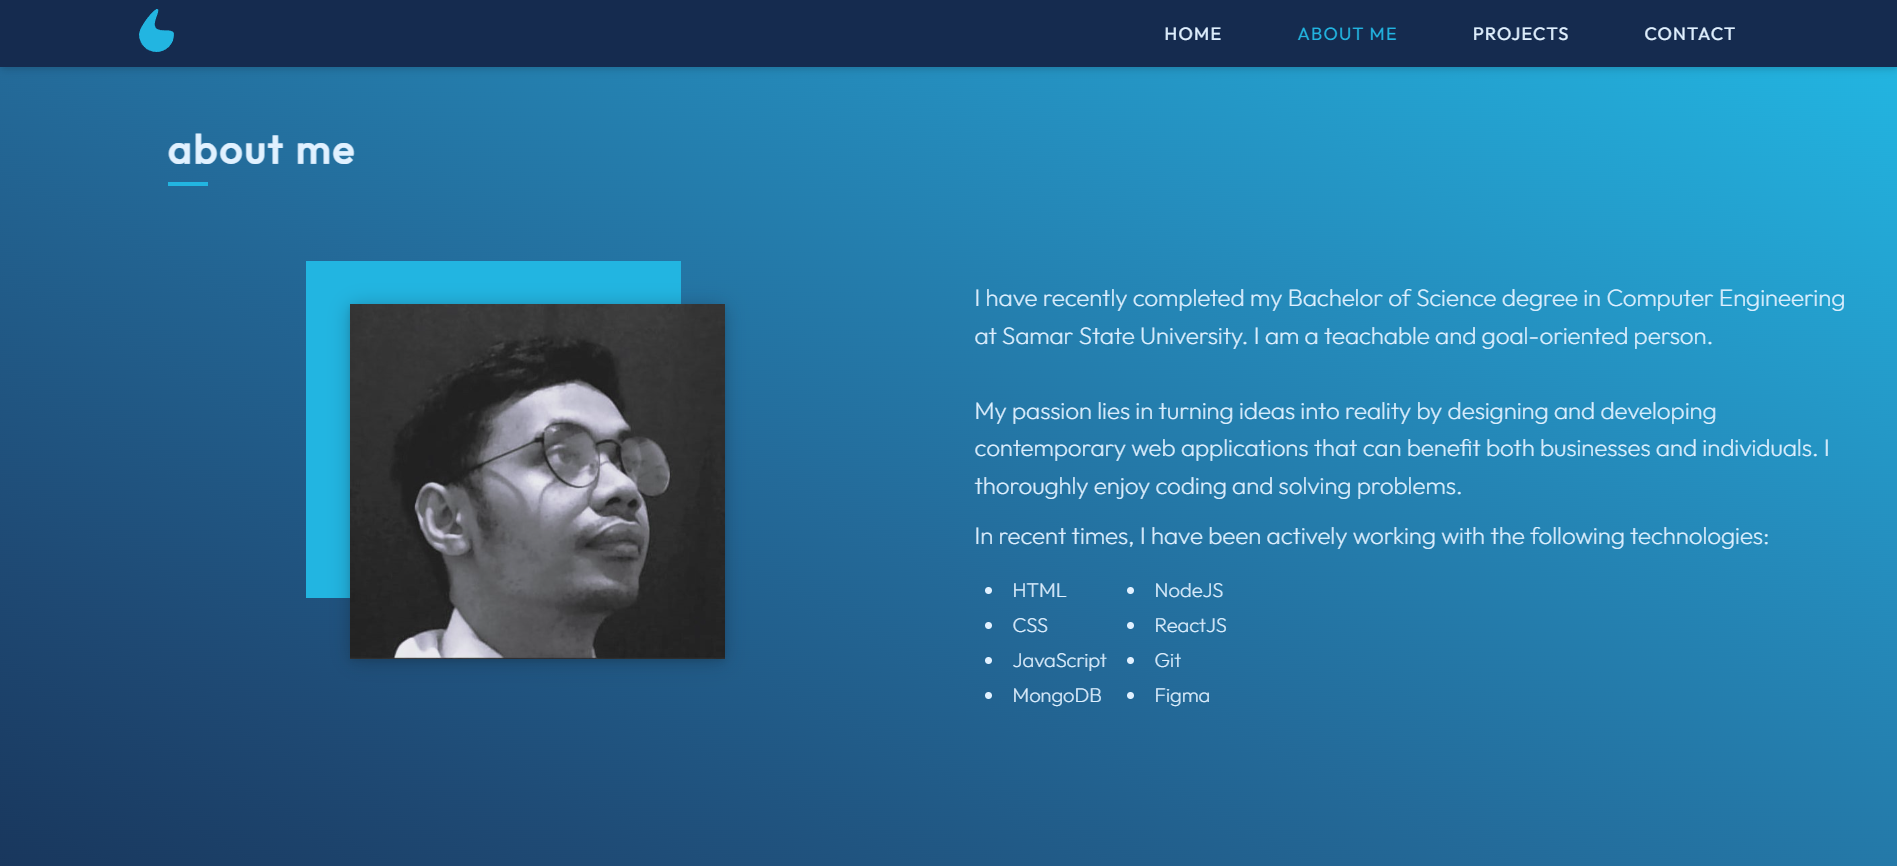 HOME ABOUT ME PROJECTS CONTACT
about me
I have recently completed my Bachelor of Science degree in Computer Engineering
at Samar State University. I am a teachable and goal-oriented person.
My passion lies in turning ideas into reality by designing and developing
contemporary web applications that can benefit both businesses and individuals. I
thoroughly enjoy coding and solving problems.
In recent times, I have been actively working with the following technologies:
• HTML • NodeJS
• CSS • ReactJS
• JavaScript • Git
• MongoDB • Figma